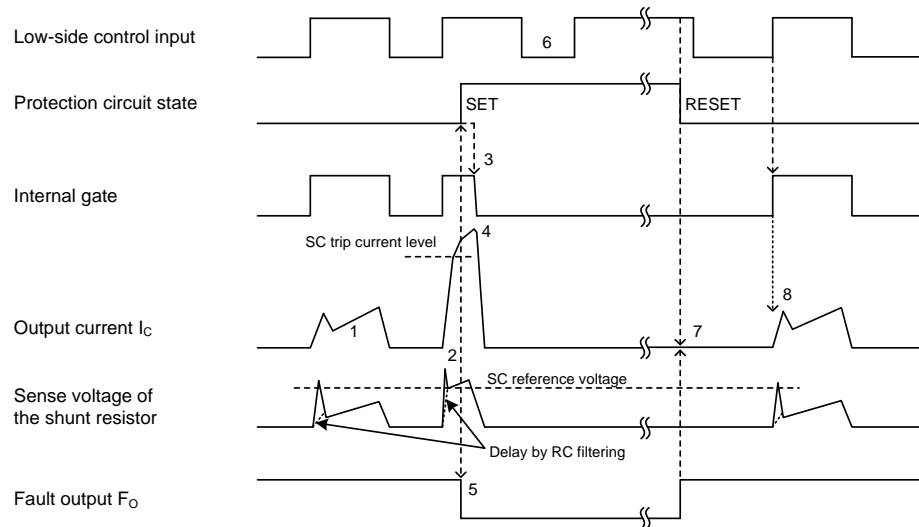 Low-side control input
6
Protection circuit state
SET
RESET
3
Internal gate
SC trip current level
4
Output current I_C
1
7
8
2
SC reference voltage
Sense voltage of
the shunt resistor
Delay by RC filtering
5
Fault output F_O